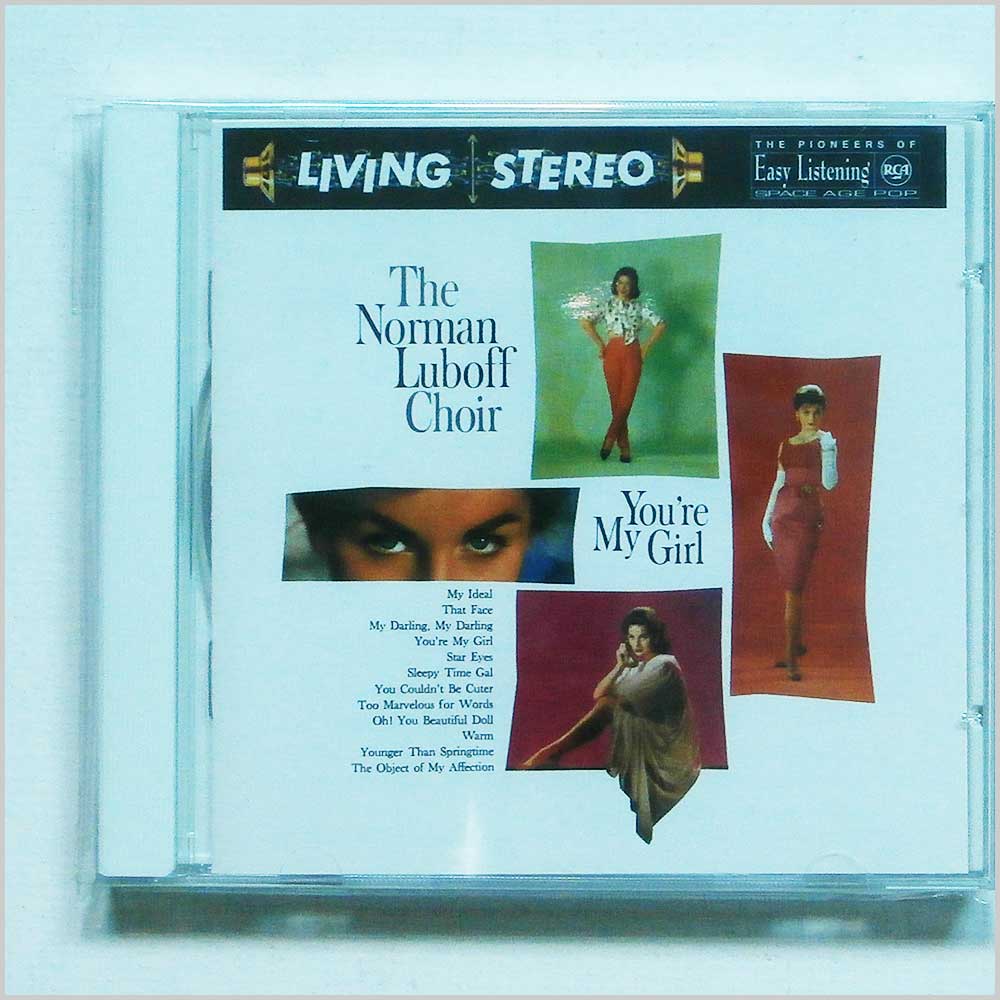 LIVING STEREO
THE PIONEERS OF
Easy Listening RCA
SPACE AGE POP
The
Norman
Luboff
Choir
You're
My Girl
My Ideal
That Face
My Darling, My Darling
You're My Girl
Star Eyes
Sleepy Time Gal
You Couldn't Be Cuter
Too Marvelous for Words
Oh! You Beautiful Doll
Warm
Younger Than Springtime
The Object of My Affection